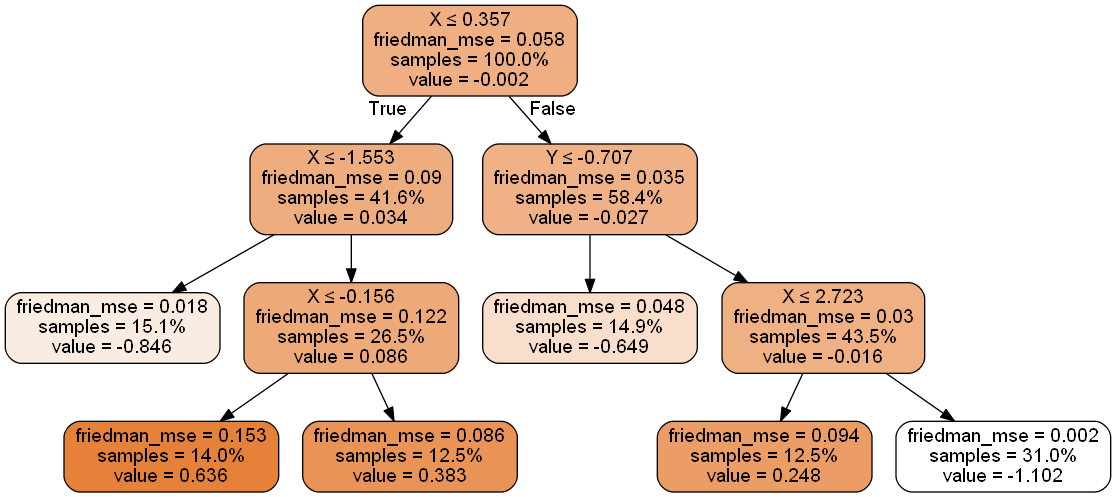 X ≤ 0.357
friedman_mse = 0.058
samples = 100.0%
value = -0.002
True
False
X ≤ -1.553
friedman_mse = 0.09
samples = 41.6%
value = 0.034
Y ≤ -0.707
friedman_mse = 0.035
samples = 58.4%
value = -0.027
friedman_mse = 0.018
samples = 15.1%
value = -0.846
X ≤ -0.156
friedman_mse = 0.122
samples = 26.5%
value = 0.086
friedman_mse = 0.048
samples = 14.9%
value = -0.649
X ≤ 2.723
friedman_mse = 0.03
samples = 43.5%
value = -0.016
friedman_mse = 0.153
samples = 14.0%
value = 0.636
friedman_mse = 0.086
samples = 12.5%
value = 0.383
friedman_mse = 0.094
samples = 12.5%
value = 0.248
friedman_mse = 0.002
samples = 31.0%
value = -1.102